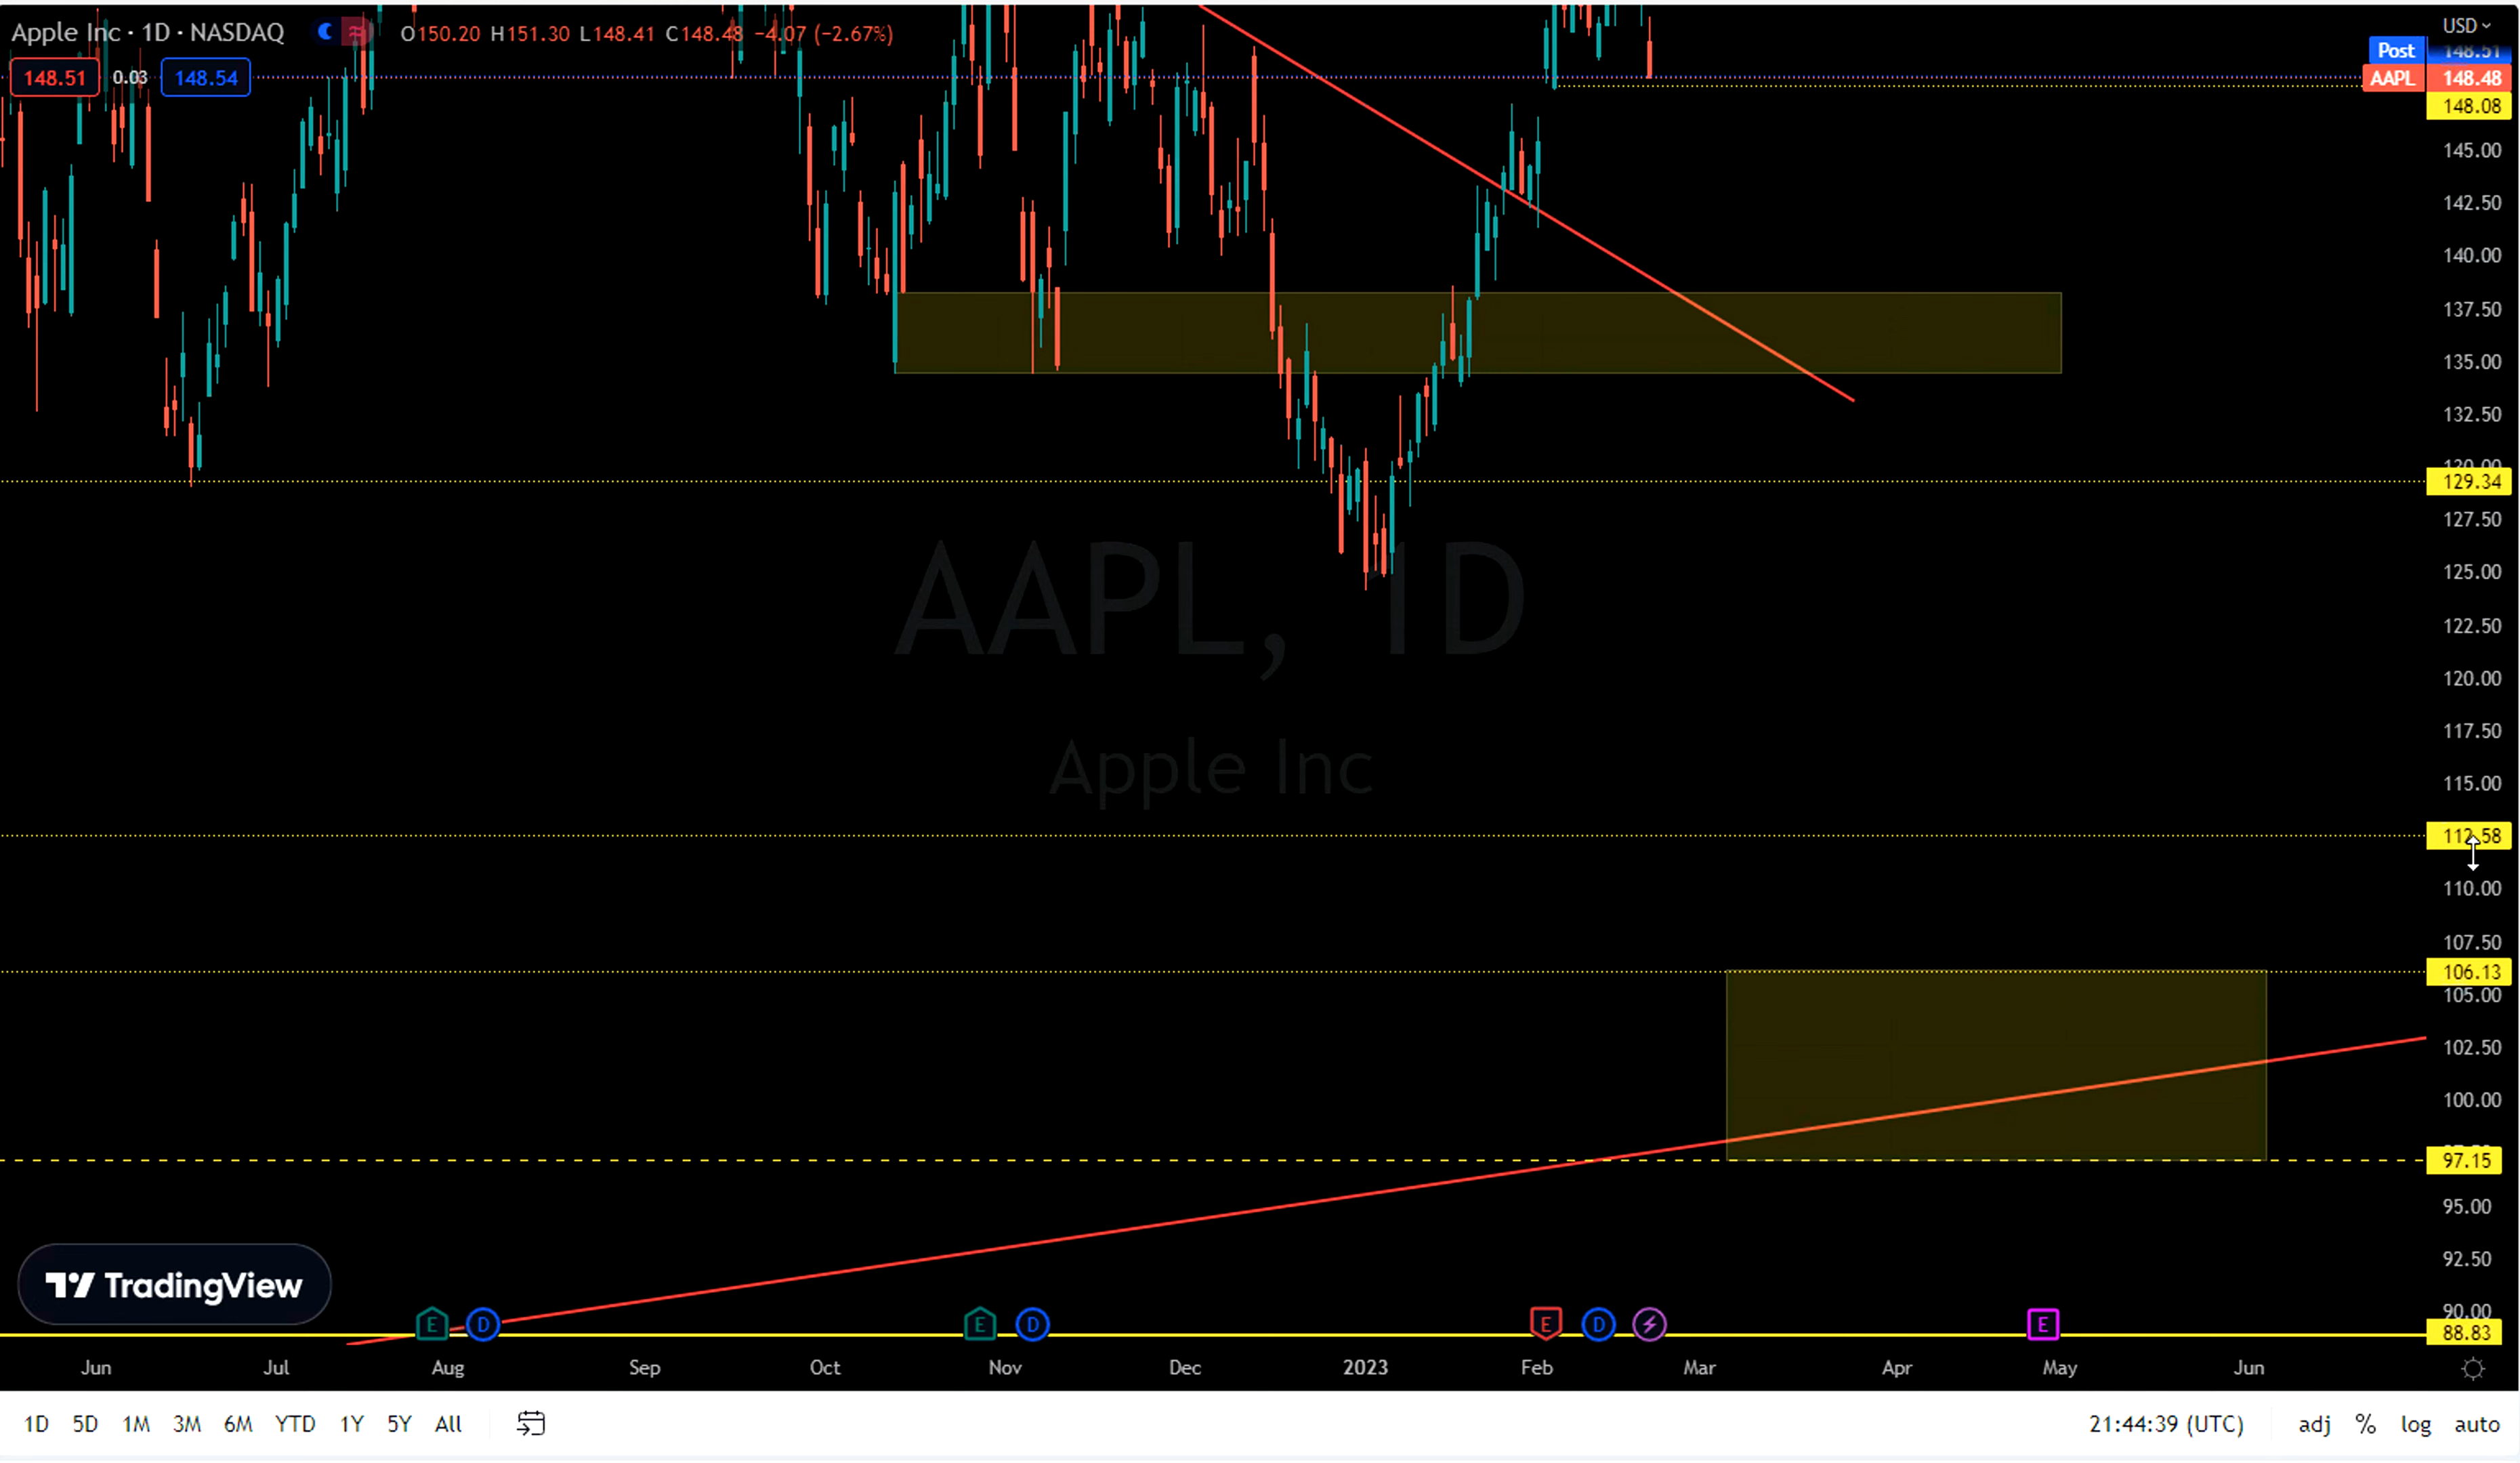 Apple Inc · 1D · NASDAQ O150.20 H151.30 L148.41 C148.48 −4.07 (−2.67%)
USD
148.51 0.03 148.54
Post 148.51
AAPL 148.48
148.08
145.00
142.50
140.00
137.50
135.00
132.50
129.34
127.50
125.00
122.50
120.00
117.50
115.00
112.58
110.00
107.50
106.13
105.00
102.50
100.00
97.15
95.00
92.50
90.00
88.83
AAPL, 1D
Apple Inc
TradingView
E D E D E D E
Jun Jul Aug Sep Oct Nov Dec 2023 Feb Mar Apr May Jun
1D 5D 1M 3M 6M YTD 1Y 5Y All 21:44:39 (UTC) adj % log auto